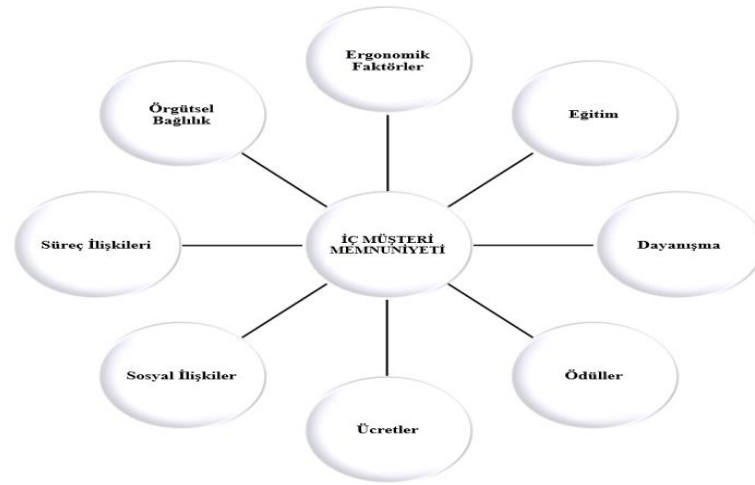 Ergonomik
Faktörler
Örgütsel
Bağlılık
Eğitim
Süreç İlişkileri
İÇ MÜŞTERİ
MEMNUNİYETİ
Dayanışma
Sosyal İlişkiler
Ödüller
Ücretler